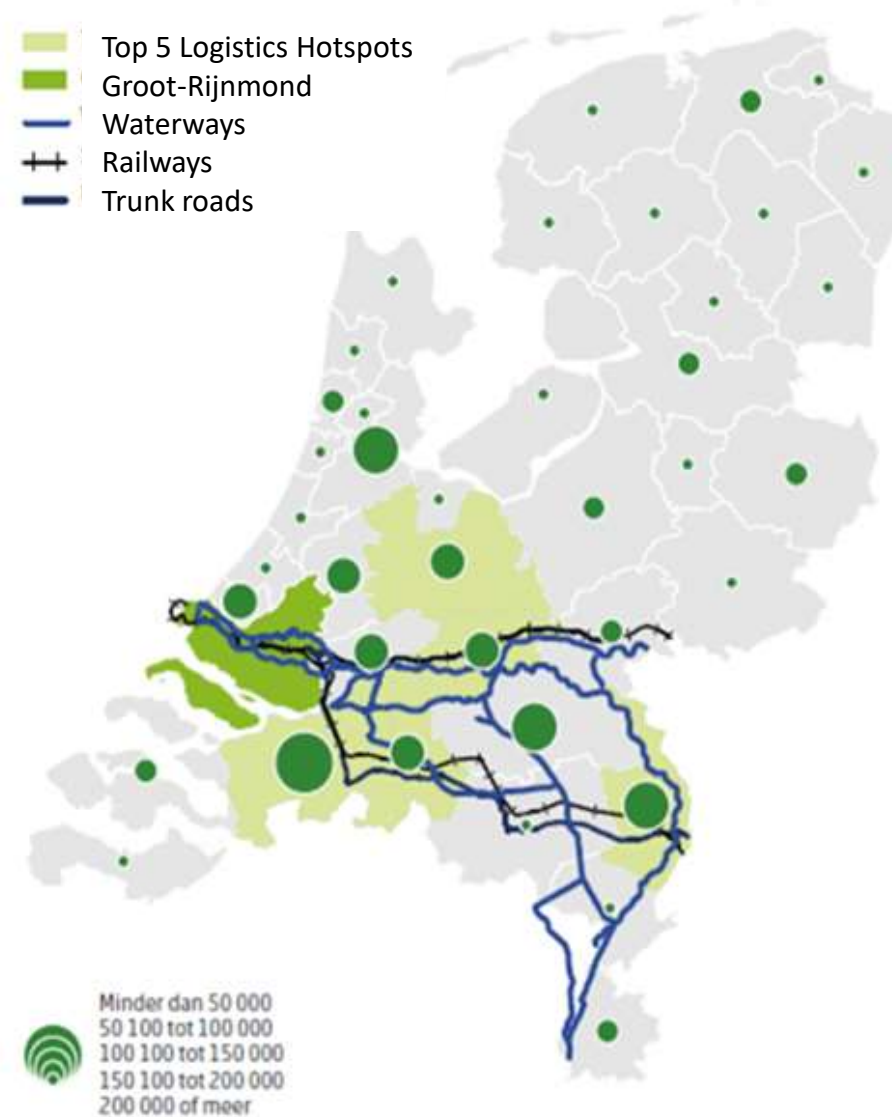 Top 5 Logistics Hotspots
Groot-Rijnmond
Waterways
Railways
Trunk roads
Minder dan 50 000
50 100 tot 100 000
100 100 tot 150 000
150 100 tot 200 000
200 000 of meer